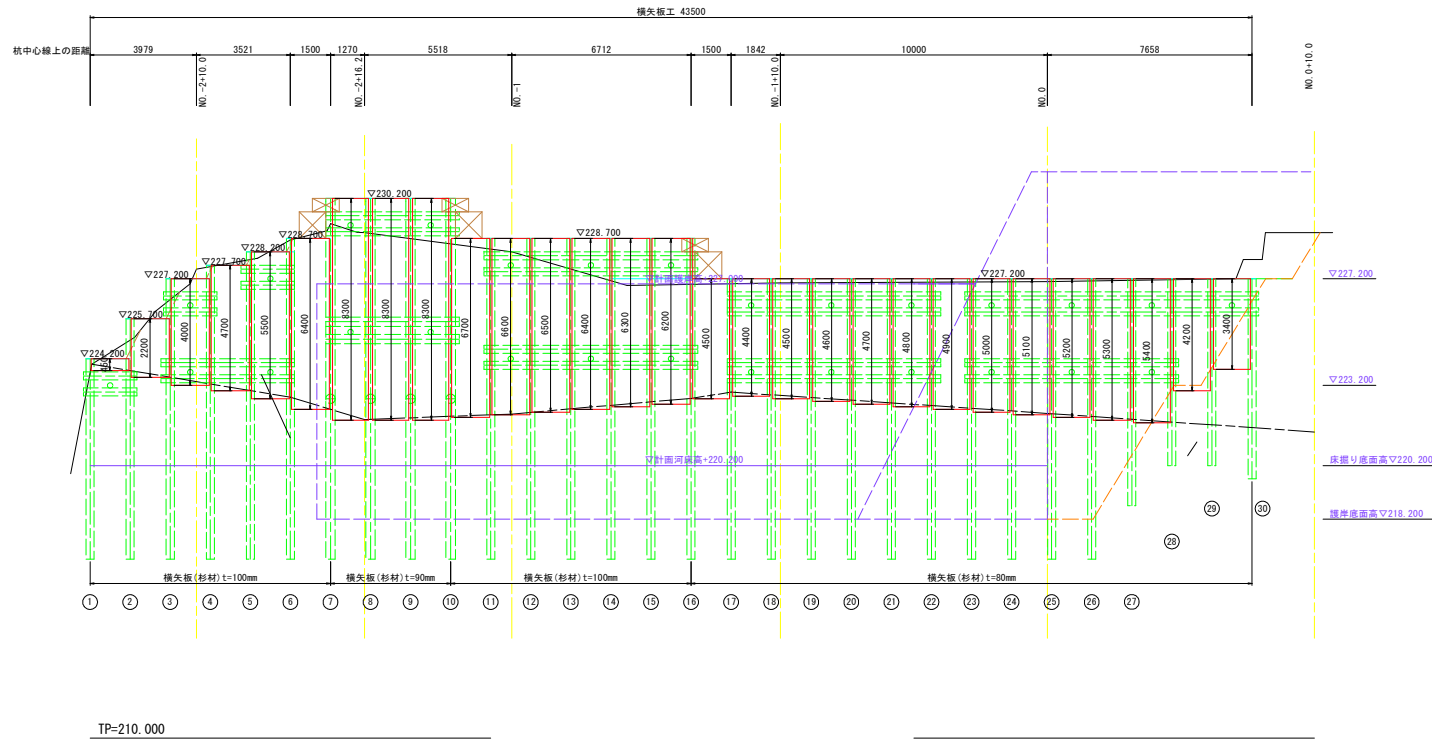 横矢板工 43500
杭中心線上の距離
3979 3521 1500 1270 5518 6712 1500 1842 10000 7658
NO.-2+10.0
NO.-2+16.2
NO.-1
NO.-1+10.0
NO.0
NO.0+10.0
▽230.200
▽228.700 ▽228.700
▽228.200
▽227.700
▽227.200 ▽計画護岸高+227.000 ▽227.200 ▽227.200
▽225.700
▽224.200
2200 4000 4700 5500 6400 8300 8300 8300 6700 6600 6500 6400 6300 6200 4500 4400 4500 4600 4700 4800 4900 5000 5100 5200 5300 5400 4200 3400
▽223.200
▽計画河床高+220.200 床掘り底面高▽220.200
護岸底面高▽218.200
横矢板(杉材)t=100mm 横矢板(杉材)t=90mm 横矢板(杉材)t=100mm 横矢板(杉材)t=80mm
① ② ③ ④ ⑤ ⑥ ⑦ ⑧ ⑨ ⑩ ⑪ ⑫ ⑬ ⑭ ⑮ ⑯ ⑰ ⑱ ⑲ ⑳ ㉑ ㉒ ㉓ ㉔ ㉕ ㉖ ㉗ ㉘ ㉙ ㉚
TP=210.000